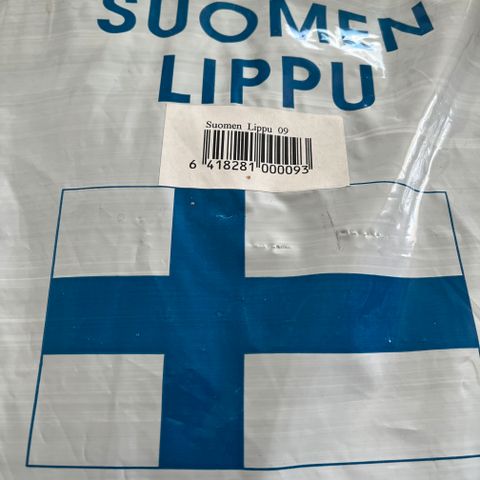 SUOMEN
LIPPU
Suomen Lippu 09
6 418281 000093